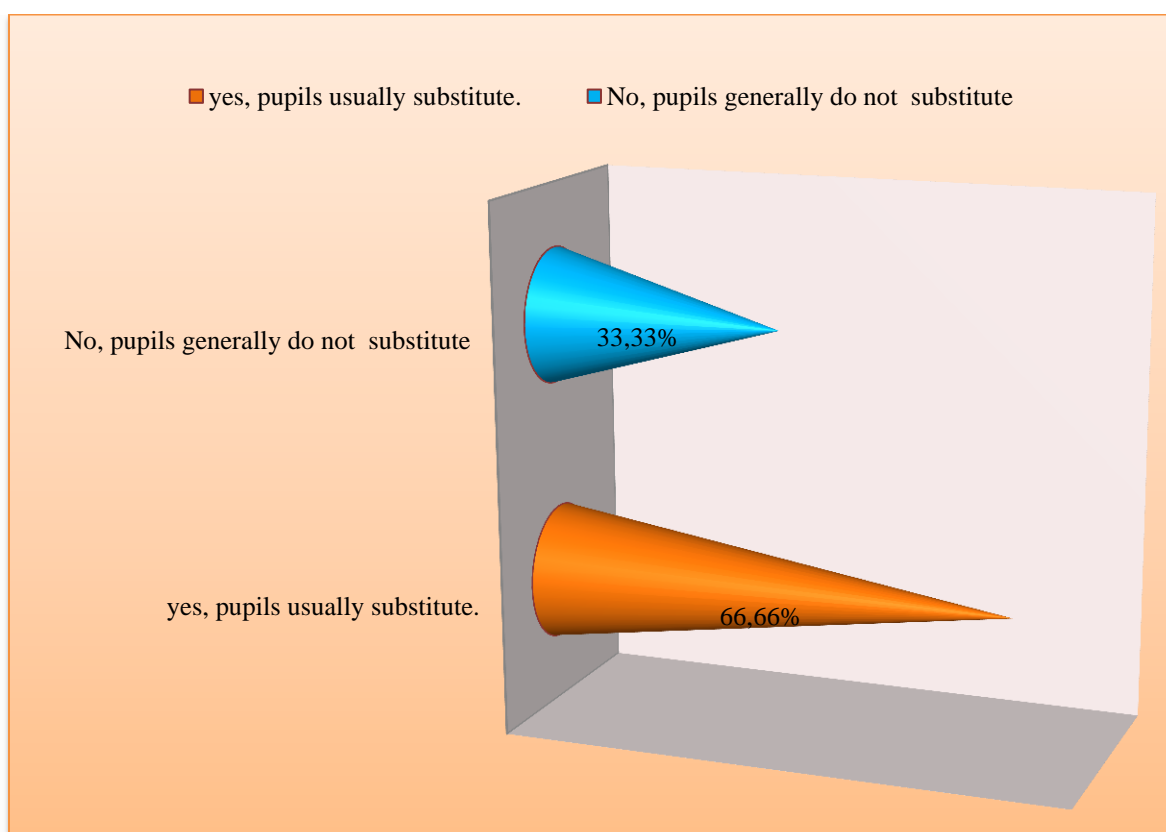 yes, pupils usually substitute. No, pupils generally do not substitute
No, pupils generally do not substitute
33,33%
yes, pupils usually substitute.
66,66%